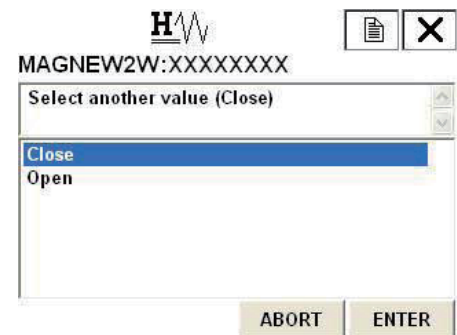 H
MAGNEW2W:XXXXXXXX
Select another value (Close)
Close
Open
ABORT ENTER